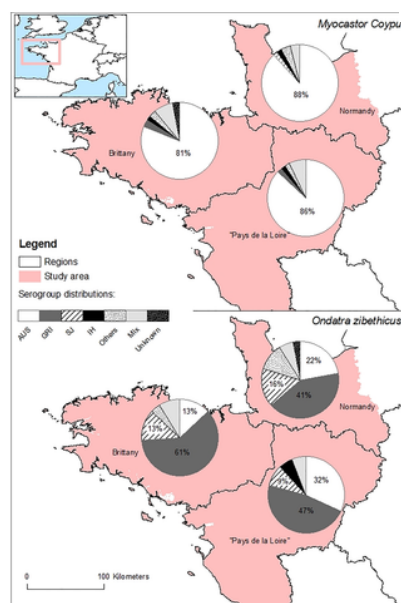 Myocastor Coypu
88%
Normandy
81%
Brittany
86%
"Pays de la Loire"
Legend
Regions
Study area
Serogroup distributions:
AUS
GRI
SJ
IH
Others
Mix
Unknown
Ondatra zibethicus
22%
16%
41%
Normandy
13%
13%
Brittany
61%
32%
47%
"Pays de la Loire"
0
100 Kilometers